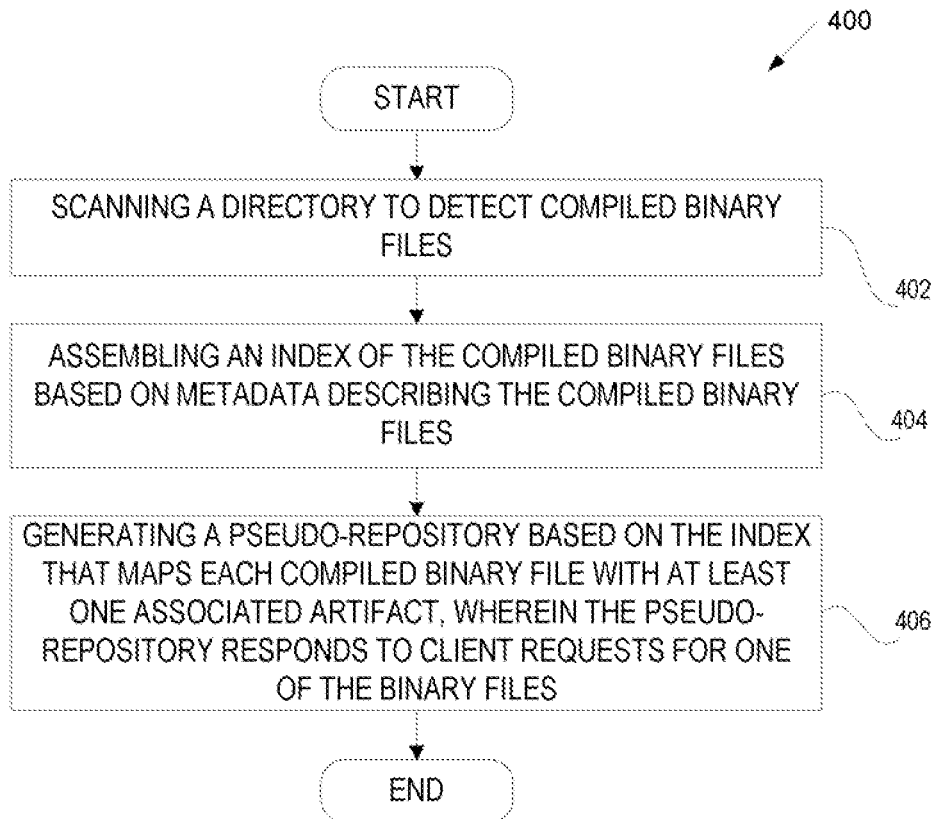 400
START
SCANNING A DIRECTORY TO DETECT COMPILED BINARY
FILES
402
ASSEMBLING AN INDEX OF THE COMPILED BINARY FILES
BASED ON METADATA DESCRIBING THE COMPILED BINARY
FILES
404
GENERATING A PSEUDO-REPOSITORY BASED ON THE INDEX
THAT MAPS EACH COMPILED BINARY FILE WITH AT LEAST
ONE ASSOCIATED ARTIFACT, WHEREIN THE PSEUDO-
REPOSITORY RESPONDS TO CLIENT REQUESTS FOR ONE
OF THE BINARY FILES
406
END